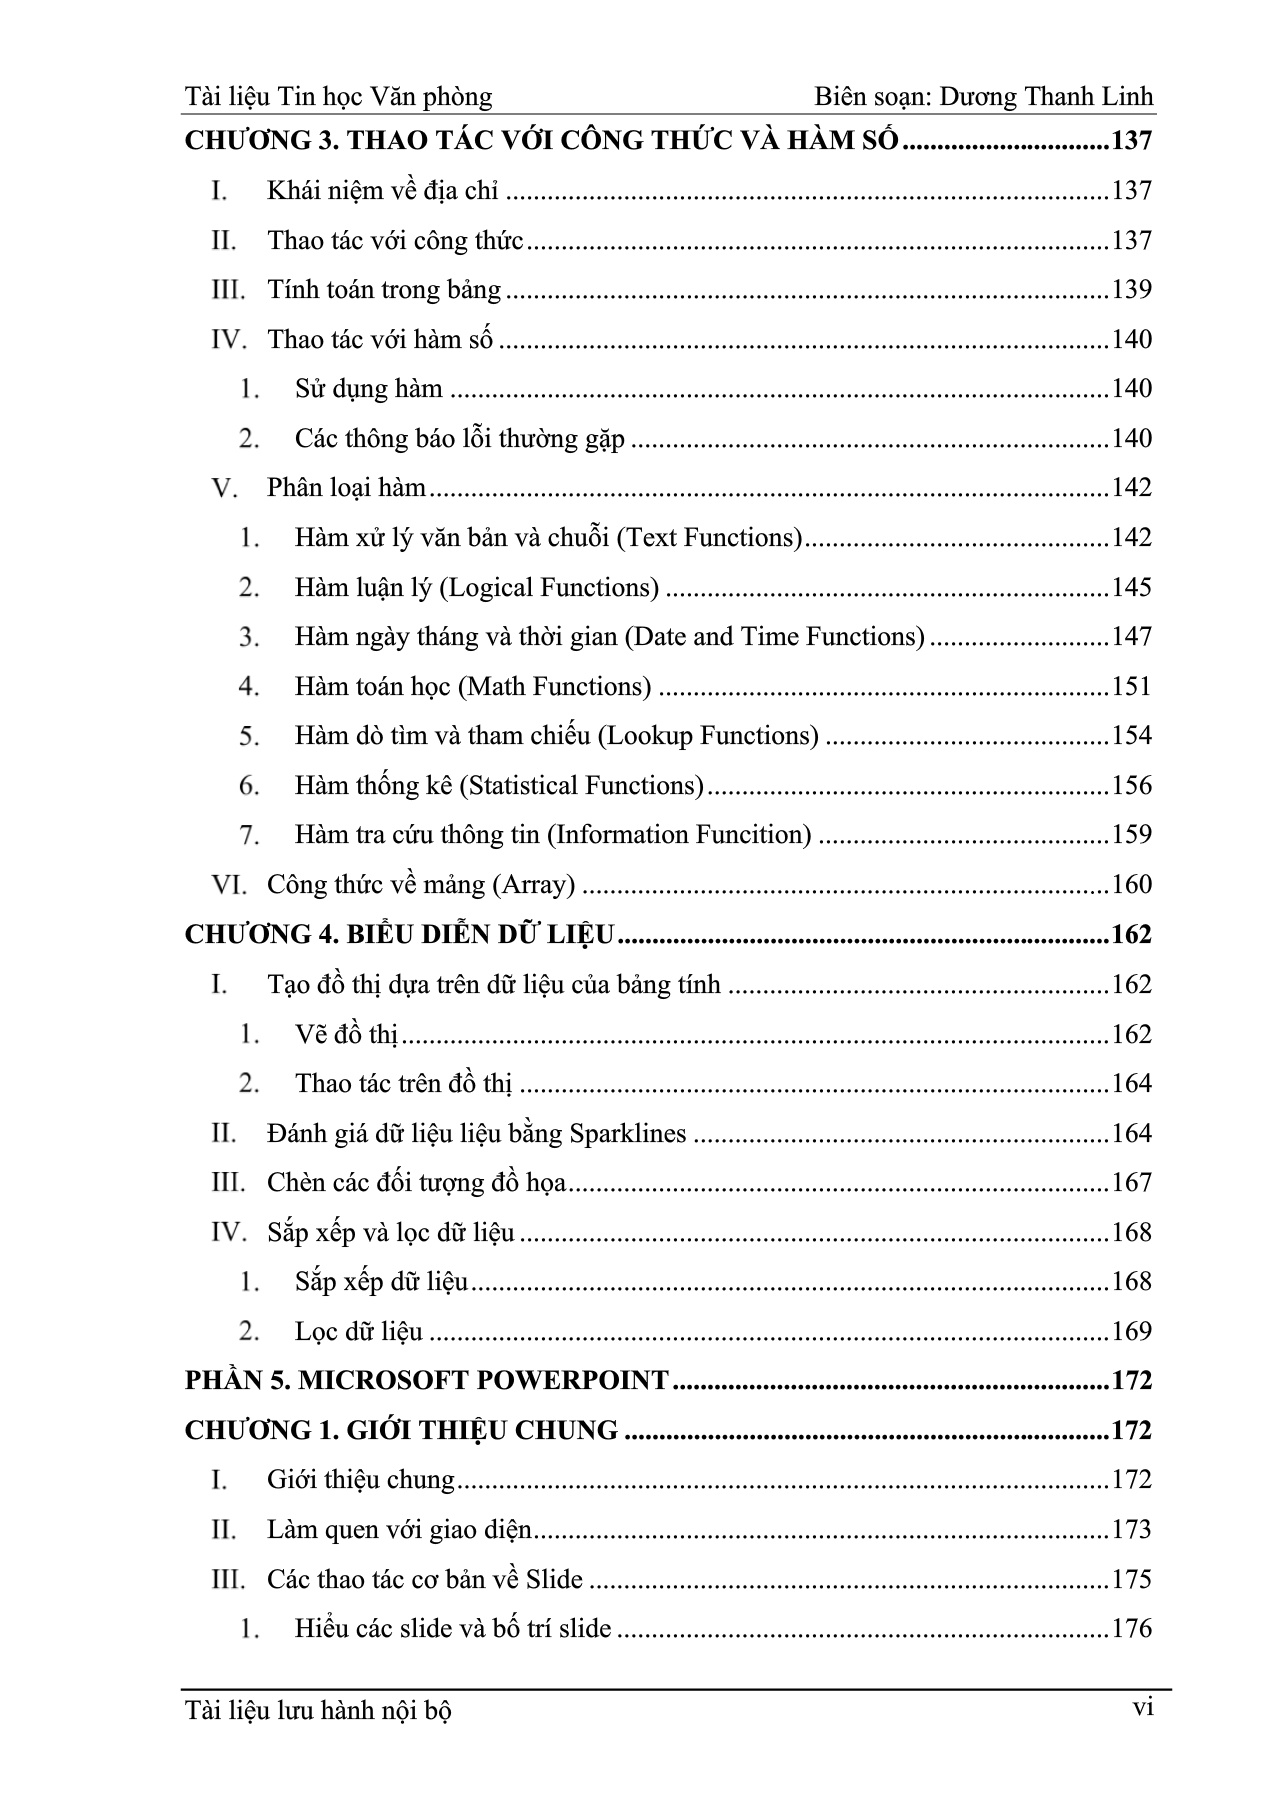 Tài liệu Tin học Văn phòng Biên soạn: Dương Thanh Linh
CHƯƠNG 3. THAO TÁC VỚI CÔNG THỨC VÀ HÀM SỐ..............................137
I. Khái niệm về địa chỉ ........................................................................................137
II. Thao tác với công thức.....................................................................................137
III. Tính toán trong bảng ........................................................................................139
IV. Thao tác với hàm số .........................................................................................140
1. Sử dụng hàm ................................................................................................140
2. Các thông báo lỗi thường gặp ......................................................................140
V. Phân loại hàm...................................................................................................142
1. Hàm xử lý văn bản và chuỗi (Text Functions).............................................142
2. Hàm luận lý (Logical Functions) .................................................................145
3. Hàm ngày tháng và thời gian (Date and Time Functions) ...........................147
4. Hàm toán học (Math Functions) ..................................................................151
5. Hàm dò tìm và tham chiếu (Lookup Functions) ..........................................154
6. Hàm thống kê (Statistical Functions)...........................................................156
7. Hàm tra cứu thông tin (Information Funcition) ...........................................159
VI. Công thức về mảng (Array) .............................................................................160
CHƯƠNG 4. BIỂU DIỄN DỮ LIỆU.......................................................................162
I. Tạo đồ thị dựa trên dữ liệu của bảng tính ........................................................162
1. Vẽ đồ thị.......................................................................................................162
2. Thao tác trên đồ thị ......................................................................................164
II. Đánh giá dữ liệu liệu bằng Sparklines .............................................................164
III. Chèn các đối tượng đồ họa...............................................................................167
IV. Sắp xếp và lọc dữ liệu ......................................................................................168
1. Sắp xếp dữ liệu.............................................................................................168
2. Lọc dữ liệu ...................................................................................................169
PHẦN 5. MICROSOFT POWERPOINT...............................................................172
CHƯƠNG 1. GIỚI THIỆU CHUNG ......................................................................172
I. Giới thiệu chung...............................................................................................172
II. Làm quen với giao diện....................................................................................173
III. Các thao tác cơ bản về Slide ............................................................................175
1. Hiểu các slide và bố trí slide ........................................................................176
Tài liệu lưu hành nội bộ vi